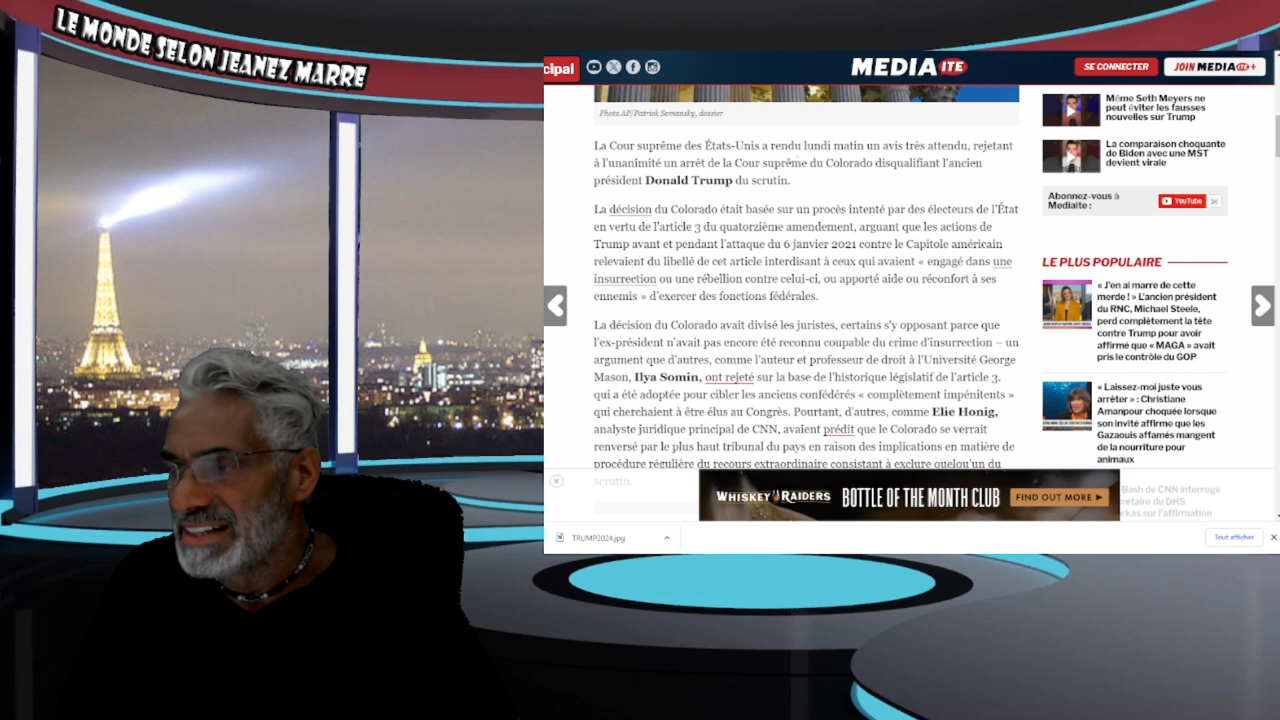 LE MONDE SELON JEANEZ MARRE
cipal
MEDIAITE
SE CONNECTER
JOIN MEDIAITE+
Photo AP/Patrick Semansky, dossier
La Cour suprême des États-Unis a rendu lundi matin un avis très attendu, rejetant
à l'unanimité un arrêt de la Cour suprême du Colorado disqualifiant l'ancien
président Donald Trump du scrutin.
La décision du Colorado était basée sur un procès intenté par des électeurs de l'État
en vertu de l'article 3 du quatorzième amendement, arguant que les actions de
Trump avant et pendant l'attaque du 6 janvier 2021 contre le Capitole américain
relevaient du libellé de cet article interdisant à ceux qui avaient « engagé dans une
insurrection ou une rébellion contre celui-ci, ou apporté aide ou réconfort à ses
ennemis » d'exercer des fonctions fédérales.
La décision du Colorado avait divisé les juristes, certains s'y opposant parce que
l'ex-président n'avait pas encore été reconnu coupable du crime d'insurrection – un
argument que d'autres, comme l'auteur et professeur de droit à l'Université George
Mason, Ilya Somin, ont rejeté sur la base de l'historique législatif de l'article 3.
qui a été adoptée pour cibler les anciens confédérés « complètement impénitents »
qui cherchaient à être élus au Congrès. Pourtant, d'autres, comme Elie Honig,
analyste juridique principal de CNN, avaient prédit que le Colorado se verrait
renversé par le plus haut tribunal du pays en raison des implications en matière de
procédure régulière du recours extraordinaire consistant à exclure quelqu'un du
scrutin.
Même Seth Meyers ne
peut éviter les fausses
nouvelles sur Trump
La comparaison choquante
de Biden avec une MST
devient virale
Abonnez-vous à
Mediaite :
YouTube
LE PLUS POPULAIRE
« J'en ai marre de cette
merde ! » L'ancien président
du RNC, Michael Steele,
perd complètement la tête
contre Trump pour avoir
affirmé que « MAGA » avait
pris le contrôle du GOP
« Laissez-moi juste vous
arrêter » : Christiane
Amanpour choquée lorsque
son invité affirme que les
Gazaouis affamés mangent
de la nourriture pour
animaux
Bash de CNN interroge
crétaire du DHS
rkas sur l'affirmation
WHISKEY RAIDERS
BOTTLE OF THE MONTH CLUB
FIND OUT MORE ▶
TRUMP2024.jpg
Tout afficher